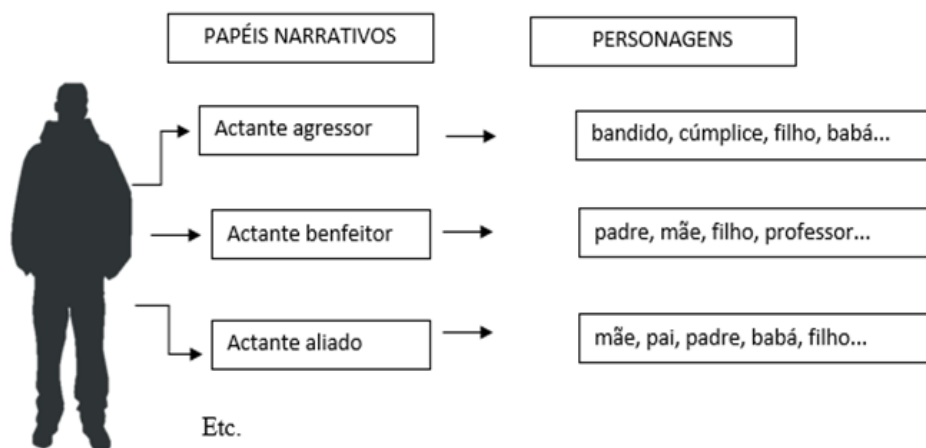 PAPÉIS NARRATIVOS
PERSONAGENS
Actante agressor
bandido, cúmplice, filho, babá...
Actante benfeitor
padre, mãe, filho, professor...
Actante aliado
mãe, pai, padre, babá, filho...
Etc.